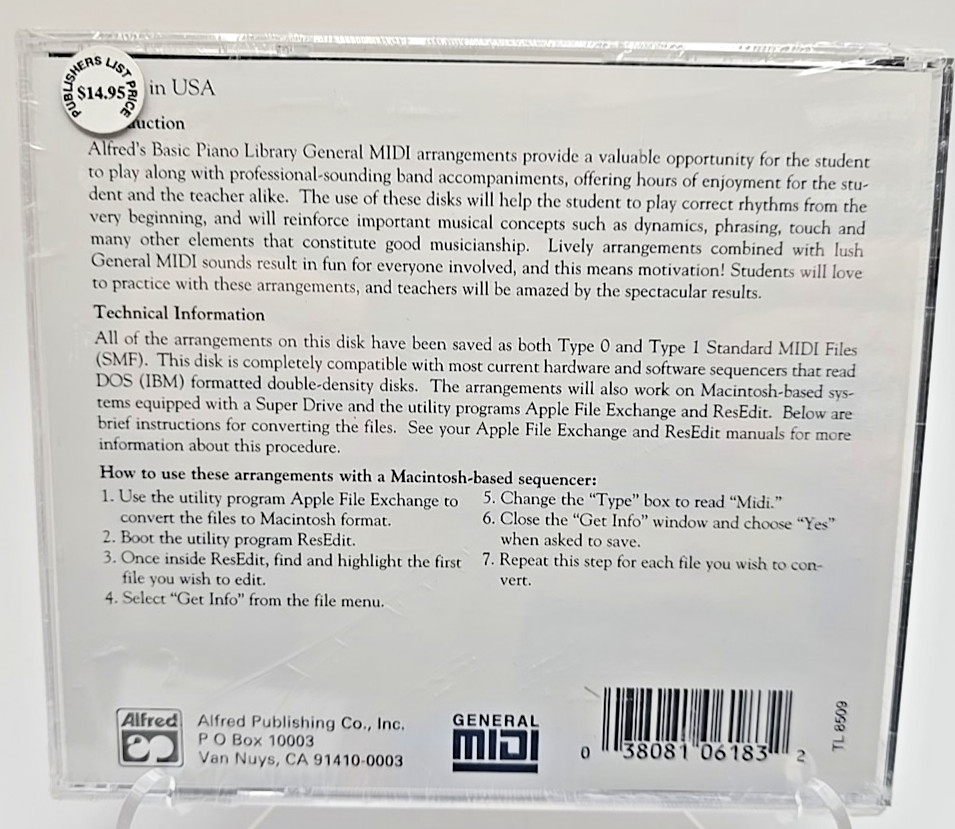 PUBLISHERS LIST PRICE
$14.95
in USA
uction
Alfred's Basic Piano Library General MIDI arrangements provide a valuable opportunity for the student
to play along with professional-sounding band accompaniments, offering hours of enjoyment for the stu-
dent and the teacher alike. The use of these disks will help the student to play correct rhythms from the
very beginning, and will reinforce important musical concepts such as dynamics, phrasing, touch and
many other elements that constitute good musicianship. Lively arrangements combined with lush
General MIDI sounds result in fun for everyone involved, and this means motivation! Students will love
to practice with these arrangements, and teachers will be amazed by the spectacular results.
Technical Information
All of the arrangements on this disk have been saved as both Type 0 and Type 1 Standard MIDI Files
(SMF). This disk is completely compatible with most current hardware and software sequencers that read
DOS (IBM) formatted double-density disks. The arrangements will also work on Macintosh-based sys-
tems equipped with a Super Drive and the utility programs Apple File Exchange and ResEdit. Below are
brief instructions for converting the files. See your Apple File Exchange and ResEdit manuals for more
information about this procedure.
How to use these arrangements with a Macintosh-based sequencer:
1. Use the utility program Apple File Exchange to
convert the files to Macintosh format.
2. Boot the utility program ResEdit.
3. Once inside ResEdit, find and highlight the first
file you wish to edit.
4. Select "Get Info" from the file menu.
5. Change the "Type" box to read "Midi."
6. Close the "Get Info" window and choose "Yes"
when asked to save.
7. Repeat this step for each file you wish to con-
vert.
Alfred
Alfred Publishing Co., Inc.
P O Box 10003
Van Nuys, CA 91410-0003
GENERAL
MIDI
0 38081 06183 2
TL 8509